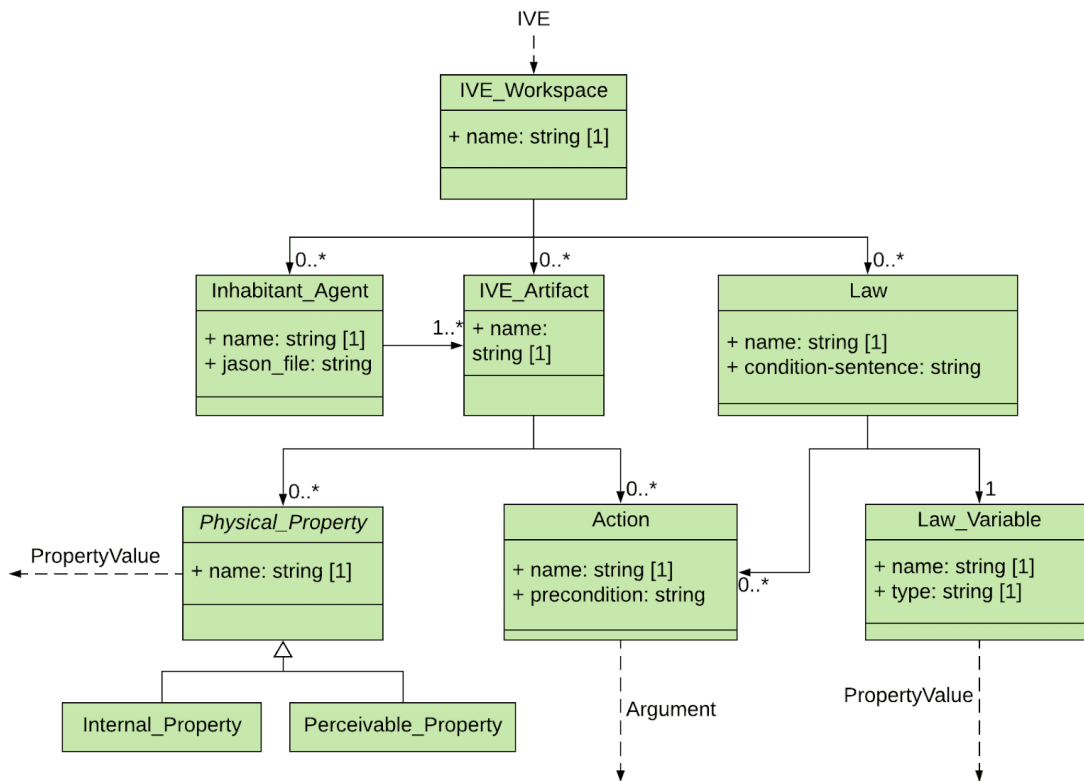 IVE
IVE_Workspace
+ name: string [1]
0..*
0..*
0..*
Inhabitant_Agent
+ name: string [1]
+ jason_file: string
1..*
IVE_Artifact
+ name:
string [1]
Law
+ name: string [1]
+ condition-sentence: string
0..*
0..*
1
Physical_Property
+ name: string [1]
PropertyValue
Action
+ name: string [1]
+ precondition: string
0..*
Law_Variable
+ name: string [1]
+ type: string [1]
Internal_Property
Perceivable_Property
Argument
PropertyValue